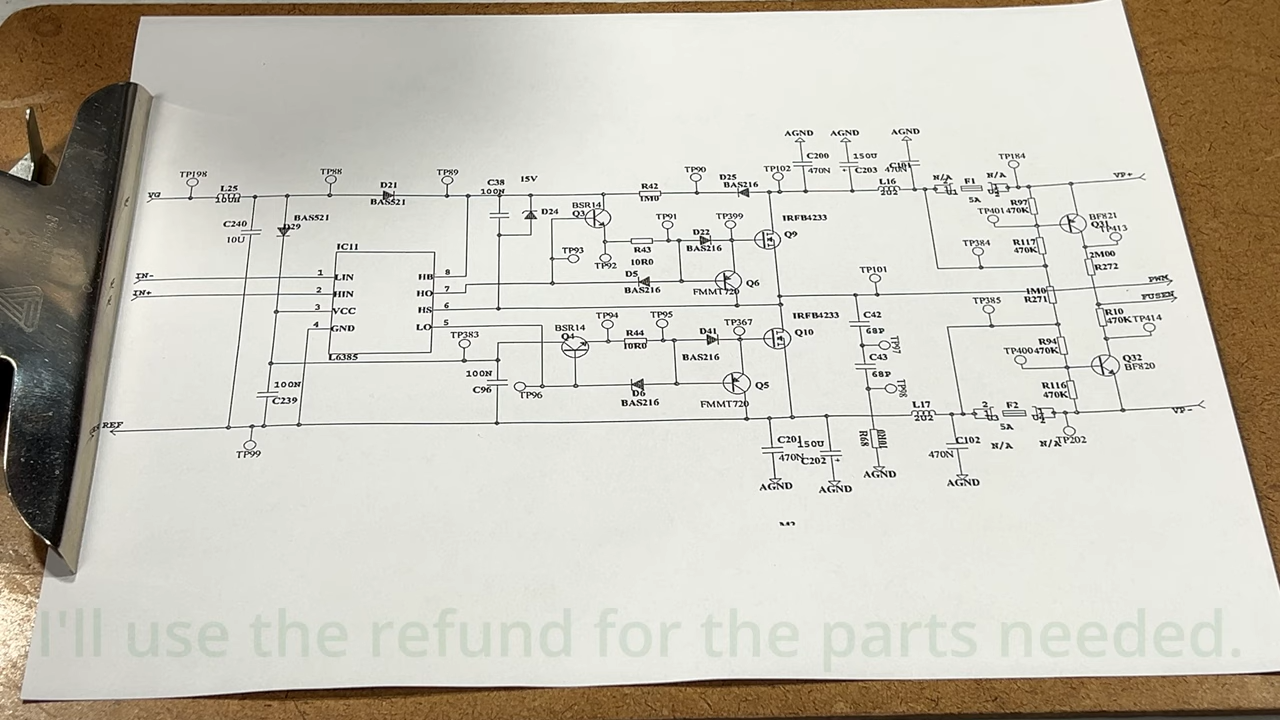 AGND AGND AGND
C200 470N
150U C203
C101 470N
TP198 TP88 TP89 C38 100N 15V TP90 D25 BAS216 TP102 TP184
VG L25 10UH D21 BAS521 R42 1M0 L16 2U2 N/A F1 5A N/A VP+
C240 10U BAS521 D29 D24 BSR14 Q3 TP91 TP399 IRFB4233 Q9 TP401 R97 470K BF821 TP413
IC11 TP93 TP92 R43 10R0 D22 BAS216 TP384 R117 470K 2M00 R272
IN- 1 LIN HB 8 D5 BAS216 Q6 FMMT720 TP101 PWM
IN+ 2 HIN HO 7 1M0 R271 FUSEN
3 VCC HS 6 TP94 TP95 TP367 IRFB4233 Q10 C42 68P TP385 R10 470K TP414
4 GND LO 5 TP383 BSR14 Q4 R44 10R0 D41 BAS216 TP97 R94 470K
L6385 C43 68P TP400 Q32 BF820
100N C239 100N C96 TP96 D6 BAS216 Q5 FMMT720 TP98 R116 470K
L17 2U2 F2 5A VP-
REF TP99 C201 470N 150U C202 R68 C102 470N N/A N/A TP202
AGND AGND AGND AGND
I'll use the refund for the parts needed.